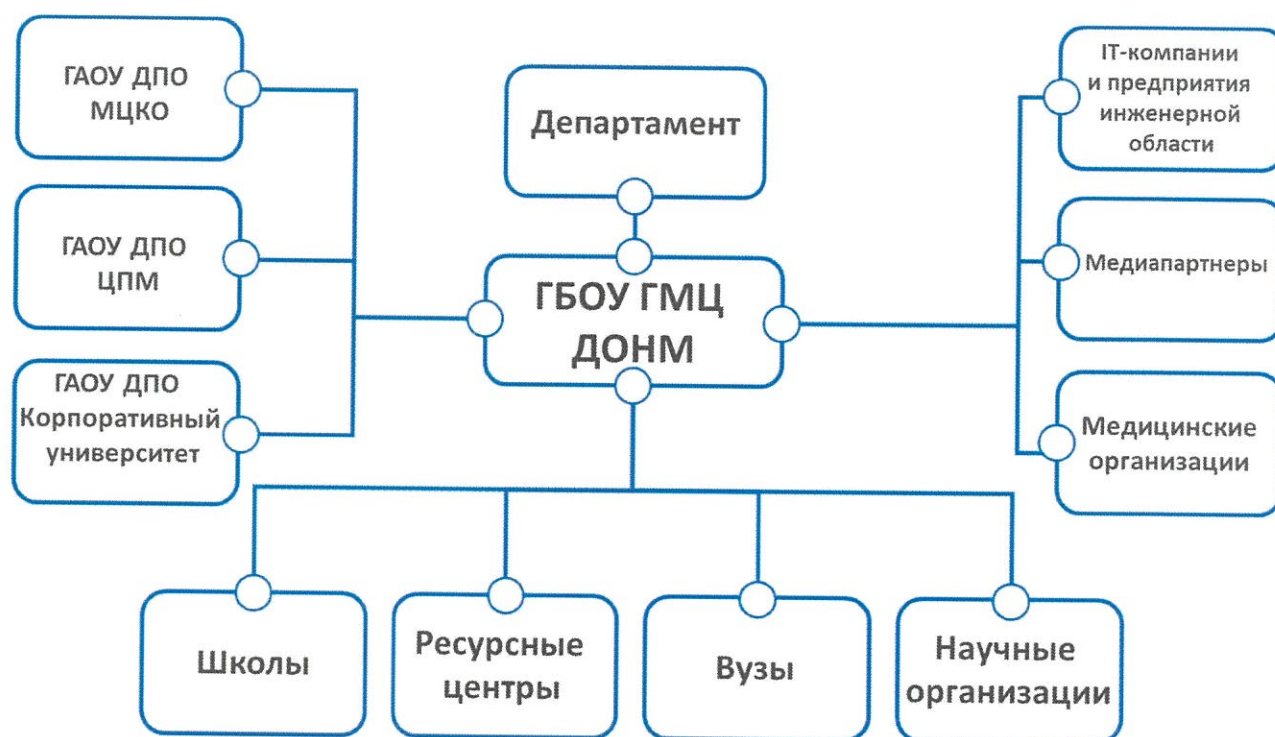 ГАОУ ДПО
МЦКО
ГАОУ ДПО
ЦПМ
ГАОУ ДПО
Корпоративный
университет
Департамент
ГБОУ ГМЦ
ДОНМ
IT-компании
и предприятия
инженерной
области
Медиапартнеры
Медицинские
организации
Школы
Ресурсные
центры
Вузы
Научные
организации